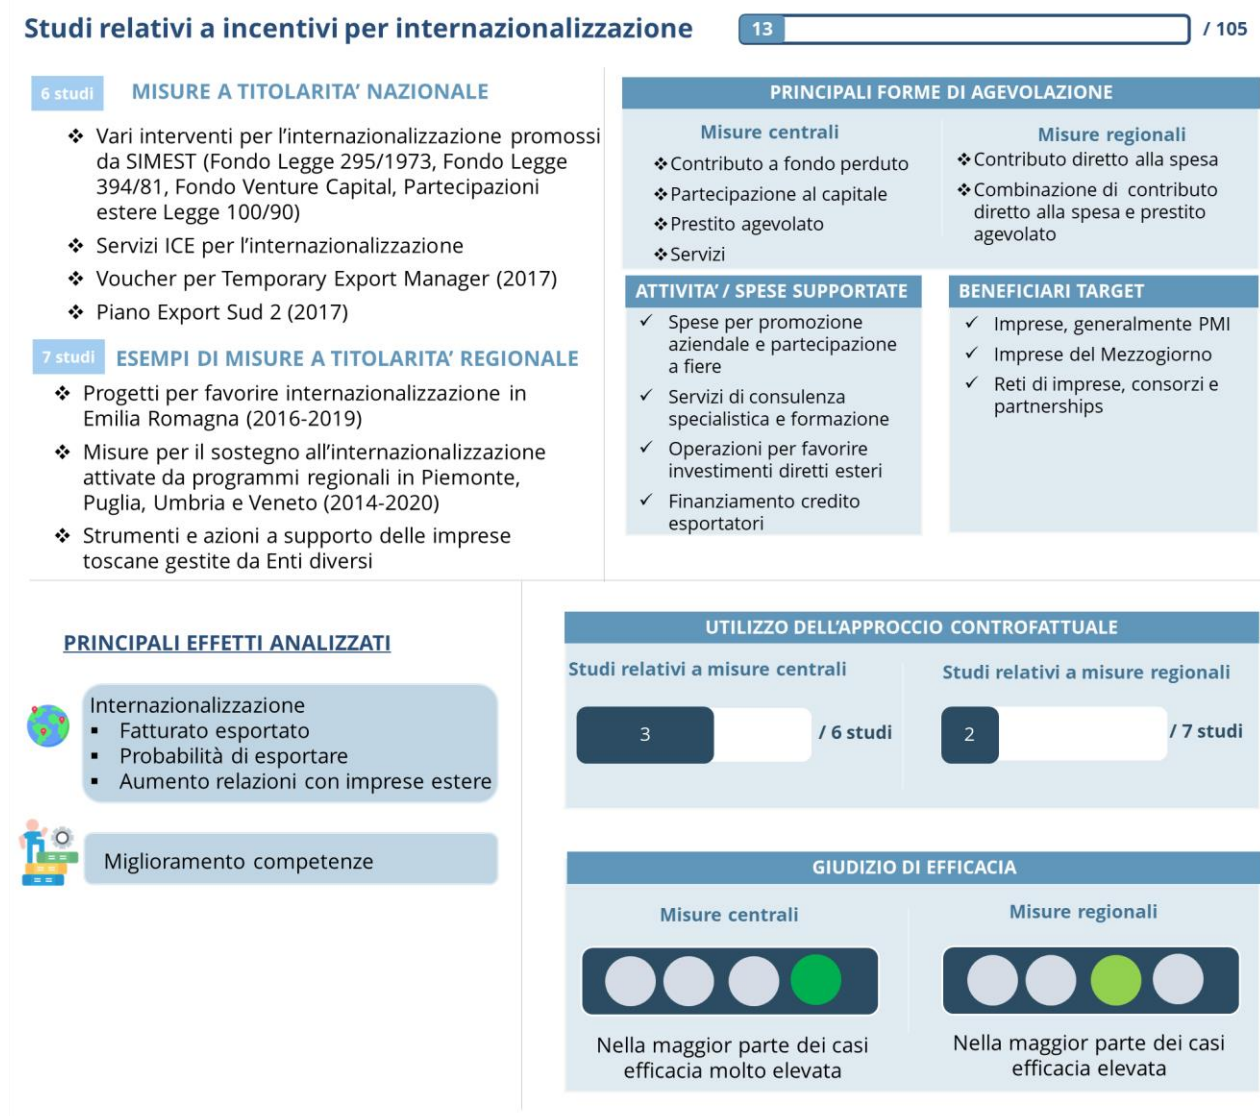 Studi relativi a incentivi per internazionalizzazione
13
/ 105
6 studi
MISURE A TITOLARITA’ NAZIONALE
❖ Vari interventi per l’internazionalizzazione promossi
da SIMEST (Fondo Legge 295/1973, Fondo Legge
394/81, Fondo Venture Capital, Partecipazioni
estere Legge 100/90)
❖ Servizi ICE per l’internazionalizzazione
❖ Voucher per Temporary Export Manager (2017)
❖ Piano Export Sud 2 (2017)
7 studi
ESEMPI DI MISURE A TITOLARITA’ REGIONALE
❖ Progetti per favorire internazionalizzazione in
Emilia Romagna (2016-2019)
❖ Misure per il sostegno all’internazionalizzazione
attivate da programmi regionali in Piemonte,
Puglia, Umbria e Veneto (2014-2020)
❖ Strumenti e azioni a supporto delle imprese
toscane gestite da Enti diversi
PRINCIPALI FORME DI AGEVOLAZIONE
Misure centrali
❖Contributo a fondo perduto
❖Partecipazione al capitale
❖Prestito agevolato
❖Servizi
Misure regionali
❖Contributo diretto alla spesa
❖Combinazione di contributo
diretto alla spesa e prestito
agevolato
ATTIVITA’ / SPESE SUPPORTATE
✓ Spese per promozione
aziendale e partecipazione
a fiere
✓ Servizi di consulenza
specialistica e formazione
✓ Operazioni per favorire
investimenti diretti esteri
✓ Finanziamento credito
esportatori
BENEFICIARI TARGET
✓ Imprese, generalmente PMI
✓ Imprese del Mezzogiorno
✓ Reti di imprese, consorzi e
partnerships
PRINCIPALI EFFETTI ANALIZZATI
Internazionalizzazione
▪ Fatturato esportato
▪ Probabilità di esportare
▪ Aumento relazioni con imprese estere
Miglioramento competenze
UTILIZZO DELL’APPROCCIO CONTROFATTUALE
Studi relativi a misure centrali
3
/ 6 studi
Studi relativi a misure regionali
2
/ 7 studi
GIUDIZIO DI EFFICACIA
Misure centrali
Nella maggior parte dei casi
efficacia molto elevata
Misure regionali
Nella maggior parte dei casi
efficacia elevata